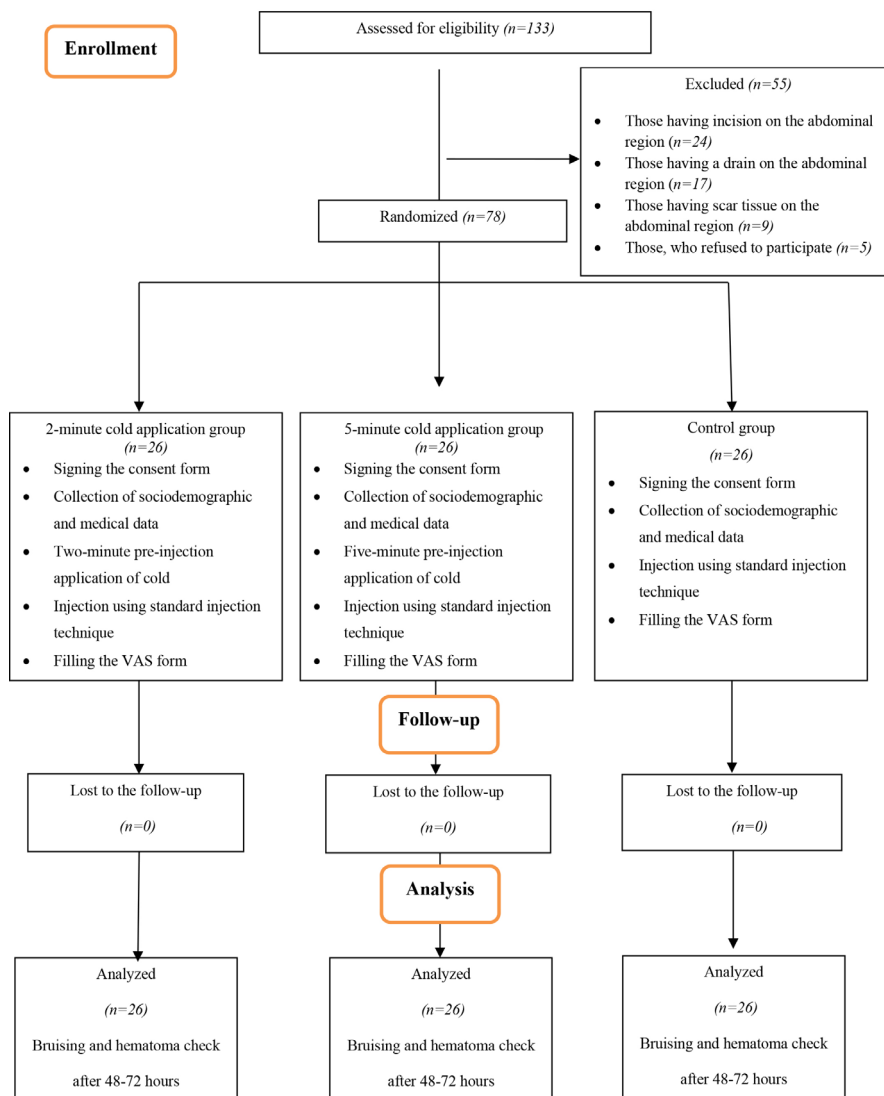 Assessed for eligibility (n=133)
Enrollment
Excluded (n=55)
• Those having incision on the abdominal
region (n=24)
• Those having a drain on the abdominal
region (n=17)
• Those having scar tissue on the
abdominal region (n=9)
• Those, who refused to participate (n=5)
Randomized (n=78)
2-minute cold application group
(n=26)
• Signing the consent form
• Collection of sociodemographic
and medical data
• Two-minute pre-injection
application of cold
• Injection using standard injection
technique
• Filling the VAS form
5-minute cold application group
(n=26)
• Signing the consent form
• Collection of sociodemographic
and medical data
• Five-minute pre-injection
application of cold
• Injection using standard injection
technique
• Filling the VAS form
Control group
(n=26)
• Signing the consent form
• Collection of sociodemographic
and medical data
• Injection using standard injection
technique
• Filling the VAS form
Follow-up
Lost to the follow-up
(n=0)
Lost to the follow-up
(n=0)
Lost to the follow-up
(n=0)
Analysis
Analyzed
(n=26)
Bruising and hematoma check
after 48-72 hours
Analyzed
(n=26)
Bruising and hematoma check
after 48-72 hours
Analyzed
(n=26)
Bruising and hematoma check
after 48-72 hours